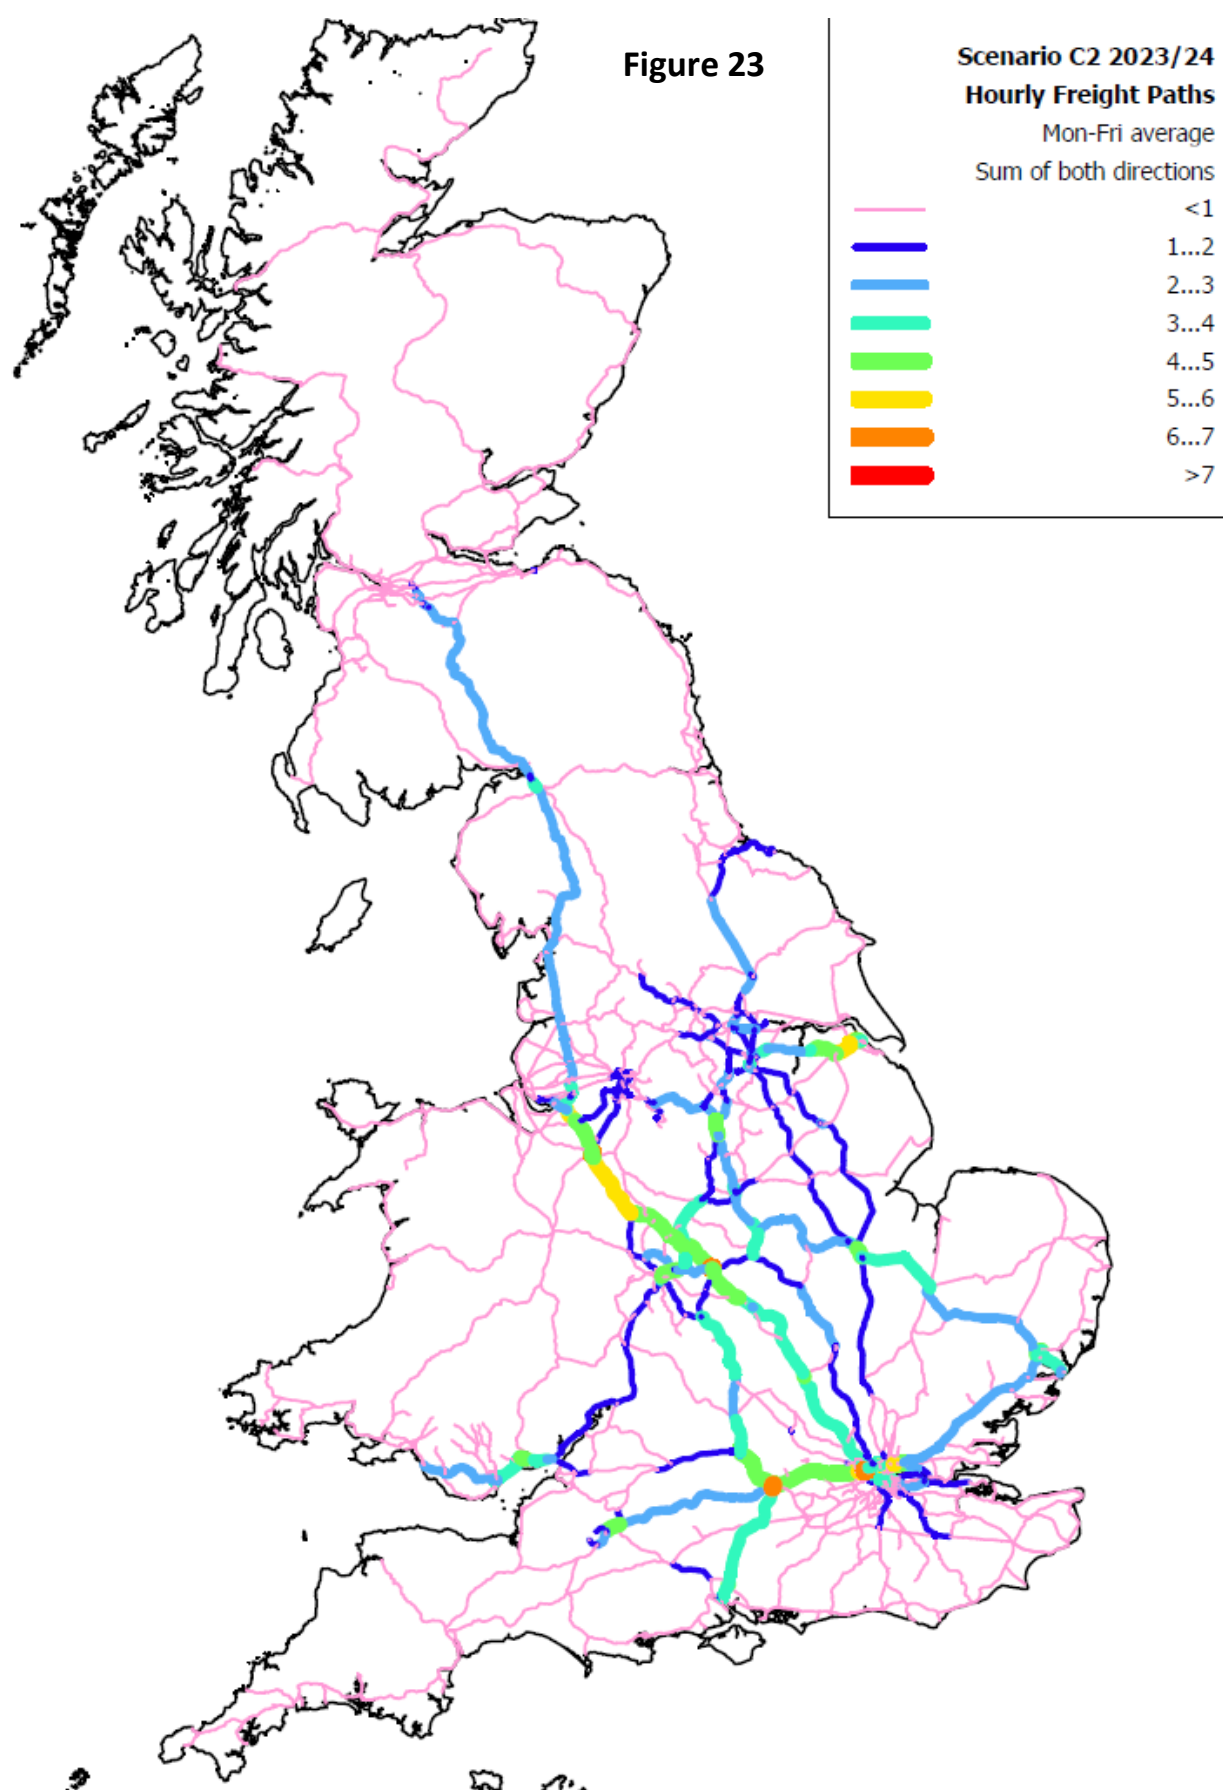 Figure 23
Scenario C2 2023/24
Hourly Freight Paths
Mon-Fri average
Sum of both directions
<1
1...2
2...3
3...4
4...5
5...6
6...7
>7